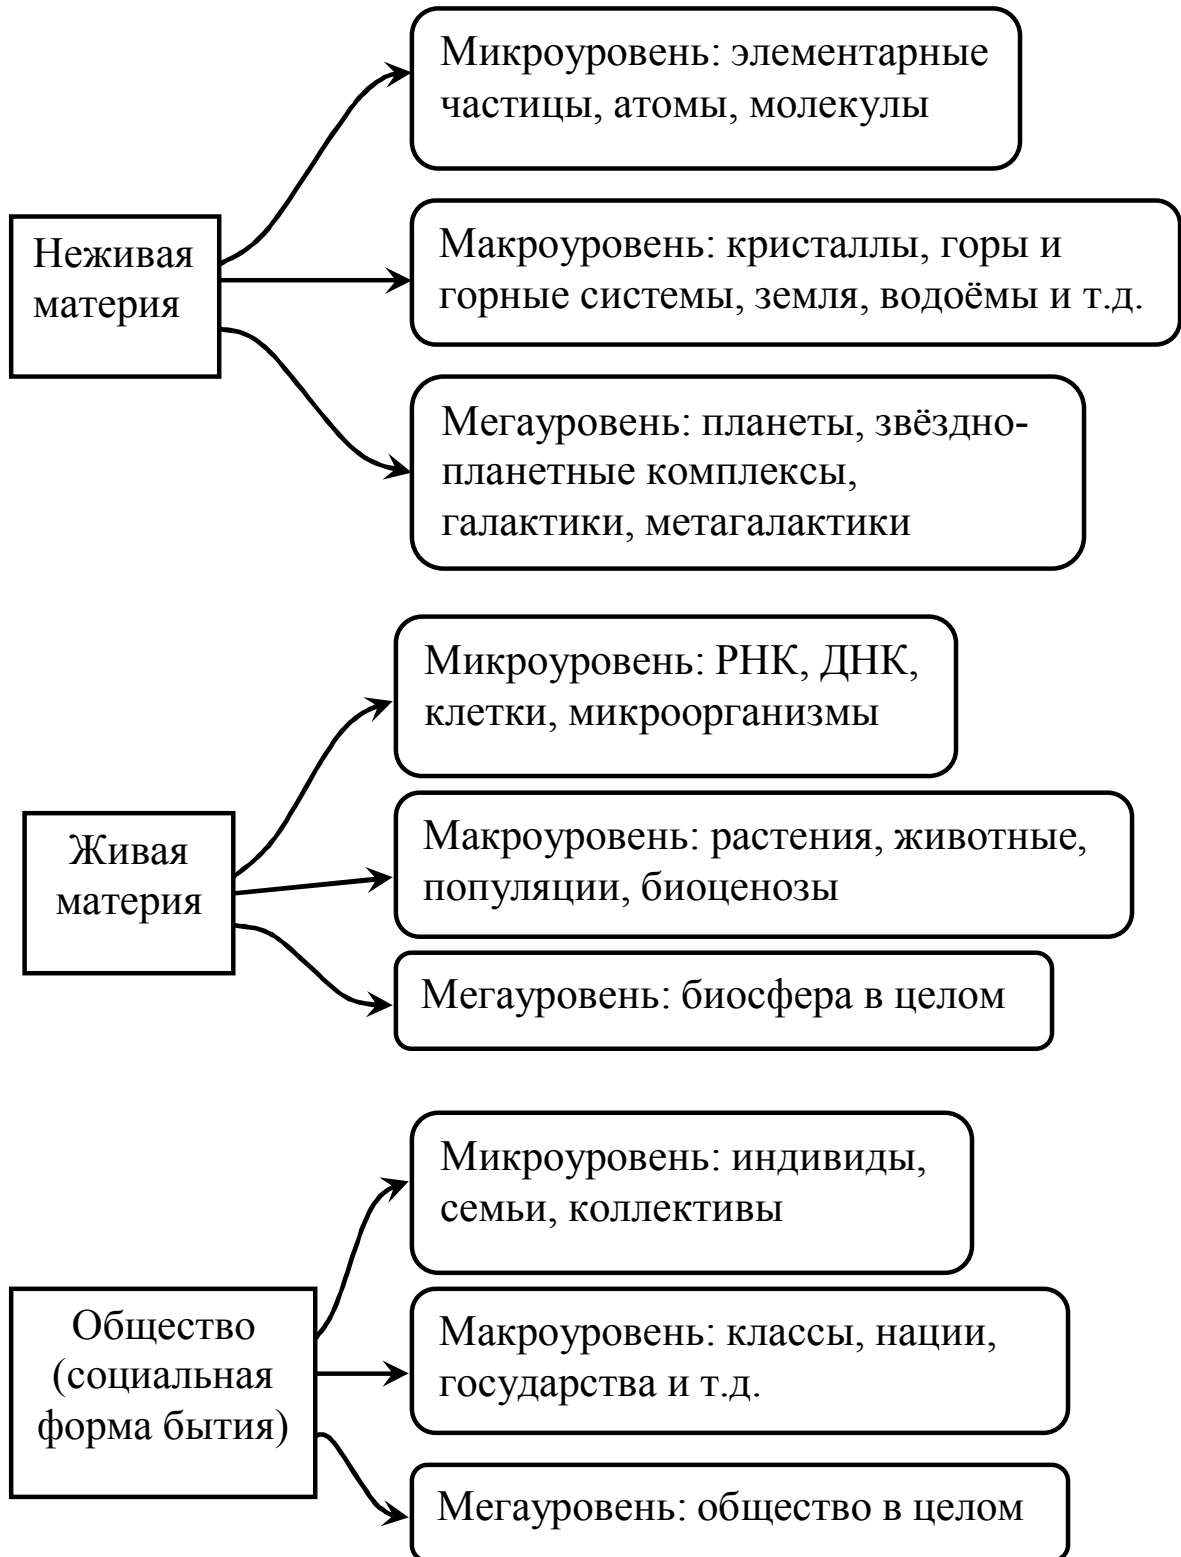 Микроуровень: элементарные
частицы, атомы, молекулы
Неживая
материя
Макроуровень: кристаллы, горы и
горные системы, земля, водоёмы и т.д.
Мегауровень: планеты, звёздно-
планетные комплексы,
галактики, метагалактики
Микроуровень: РНК, ДНК,
клетки, микроорганизмы
Живая
материя
Макроуровень: растения, животные,
популяции, биоценозы
Мегауровень: биосфера в целом
Микроуровень: индивиды,
семьи, коллективы
Общество
(социальная
форма бытия)
Макроуровень: классы, нации,
государства и т.д.
Мегауровень: общество в целом